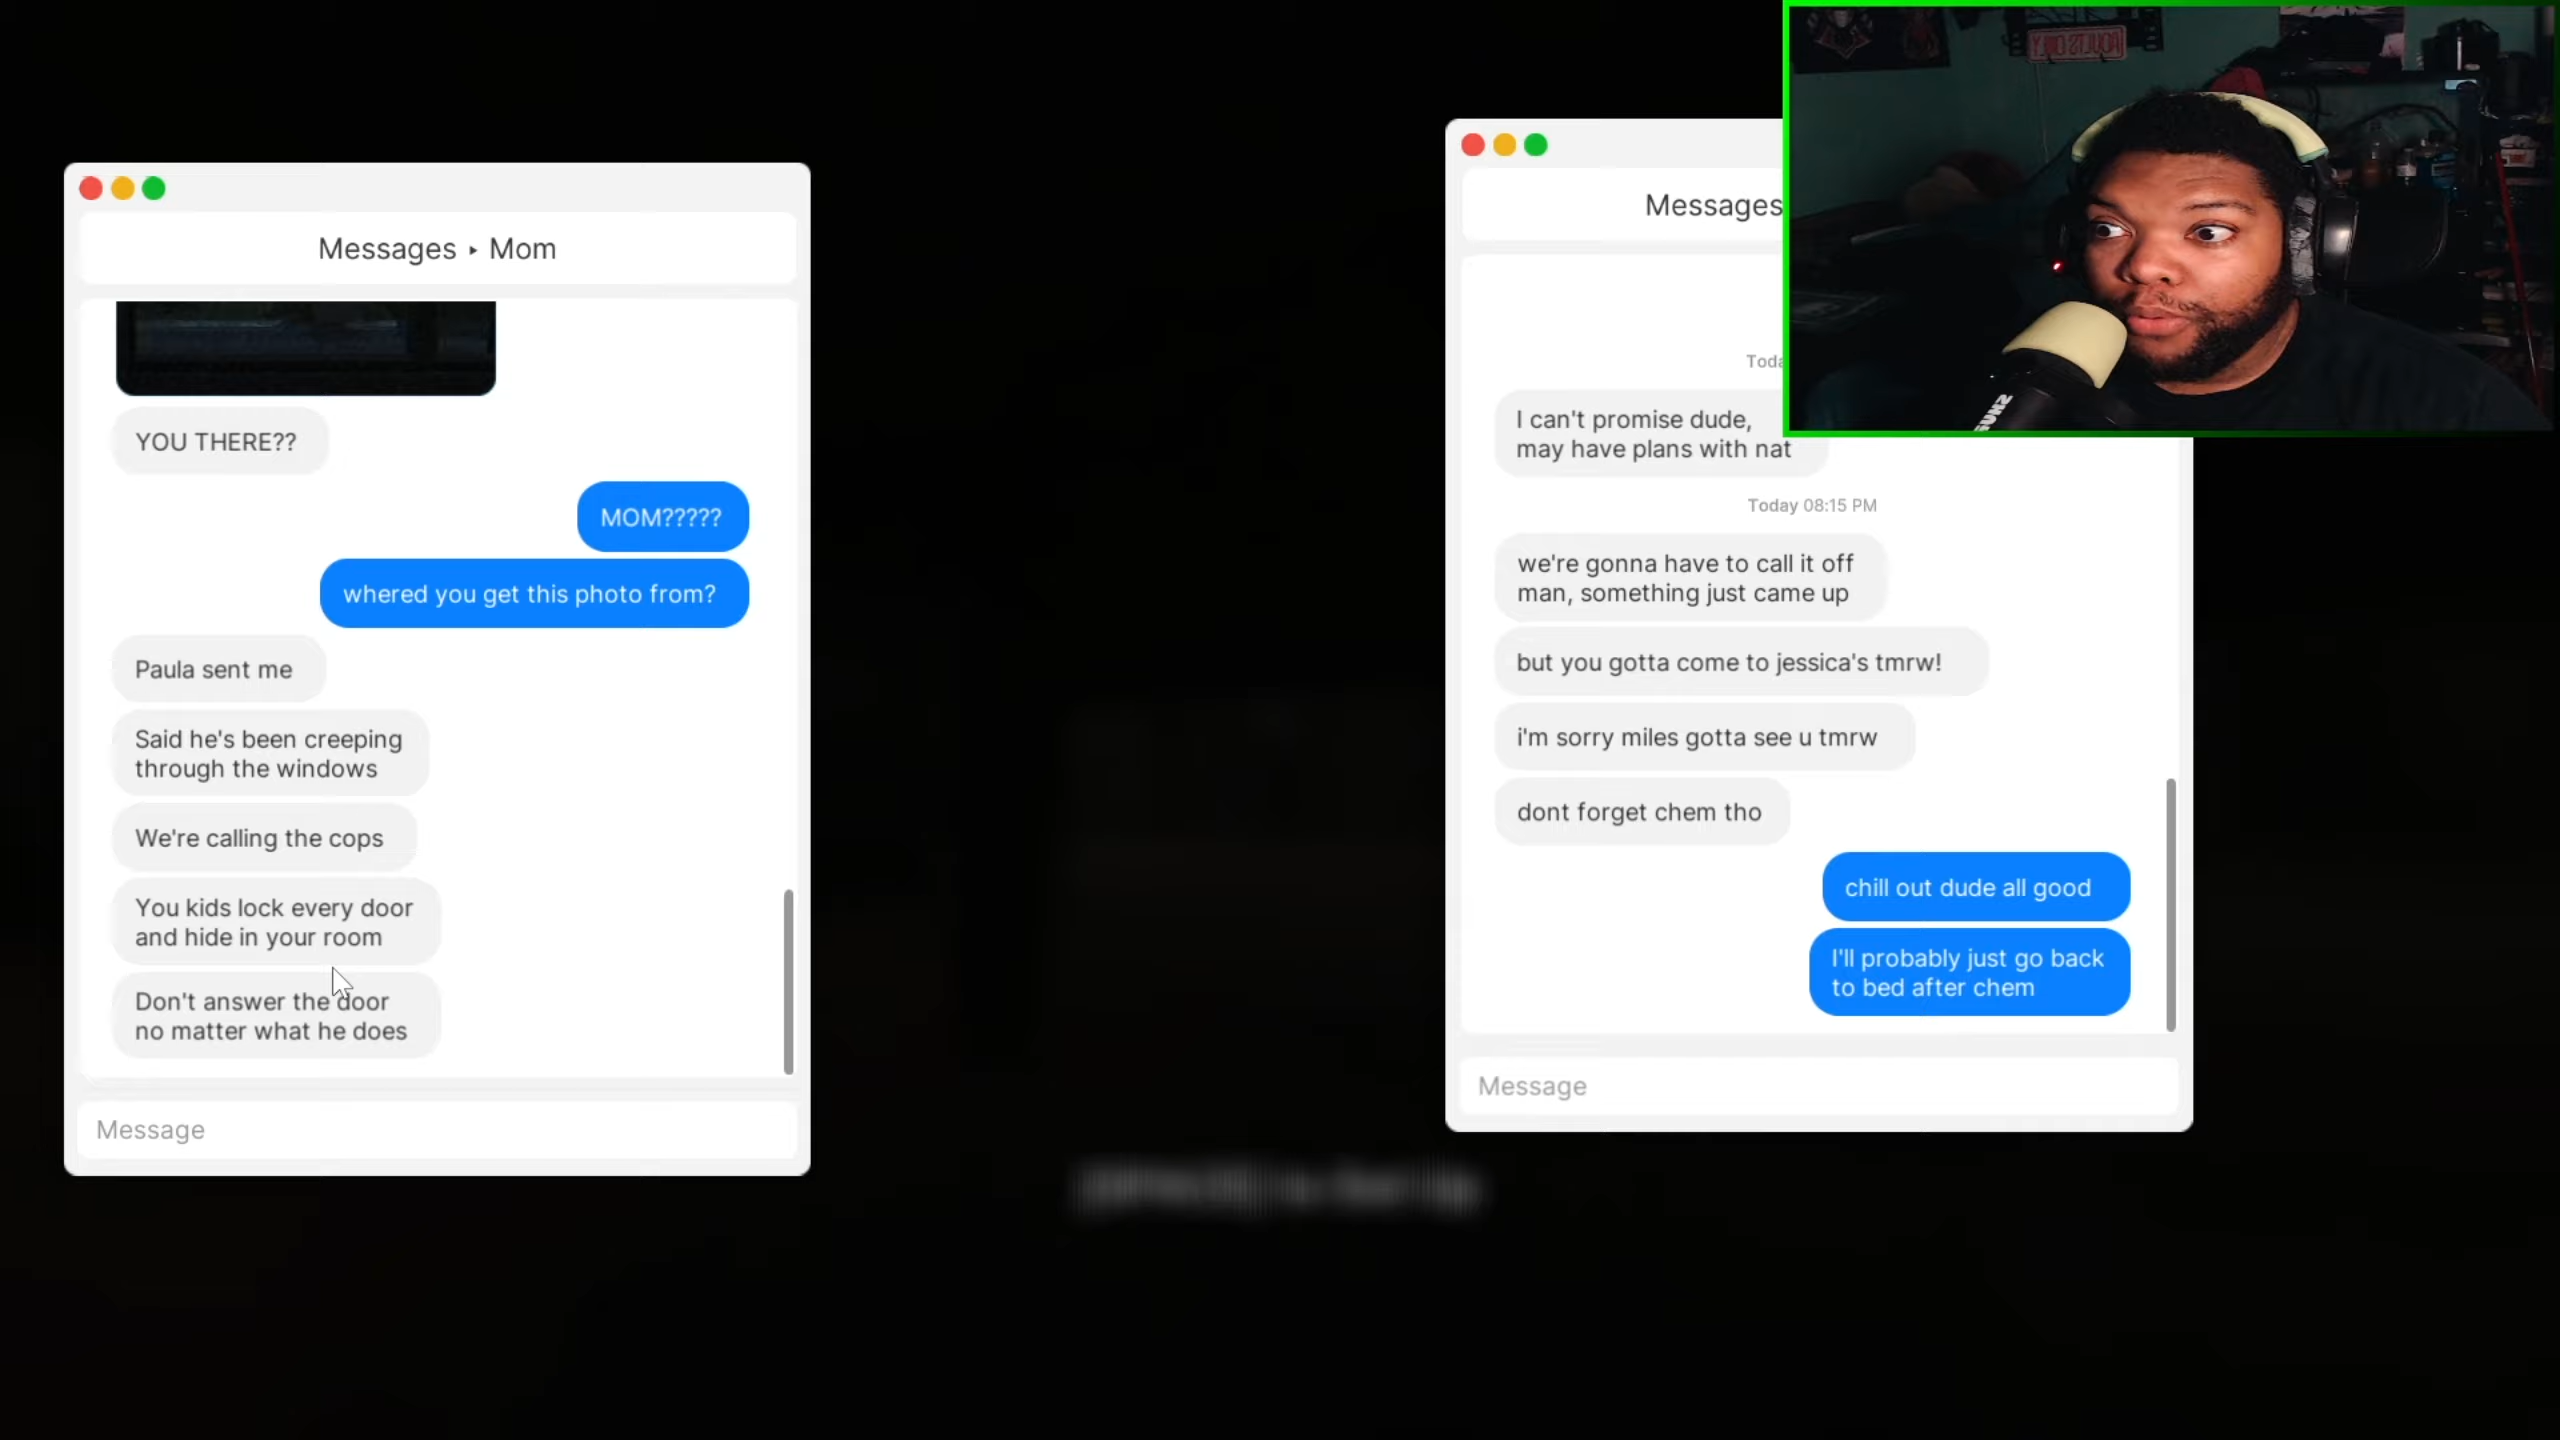 Messages ▸ Mom
YOU THERE??
MOM?????
whered you get this photo from?
Paula sent me
Said he's been creeping
through the windows
We're calling the cops
You kids lock every door
and hide in your room
Don't answer the door
no matter what he does
Message
Messages
I can't promise dude,
may have plans with nat
Today 08:15 PM
we're gonna have to call it off
man, something just came up
but you gotta come to jessica's tmrw!
i'm sorry miles gotta see u tmrw
dont forget chem tho
chill out dude all good
I'll probably just go back
to bed after chem
Message